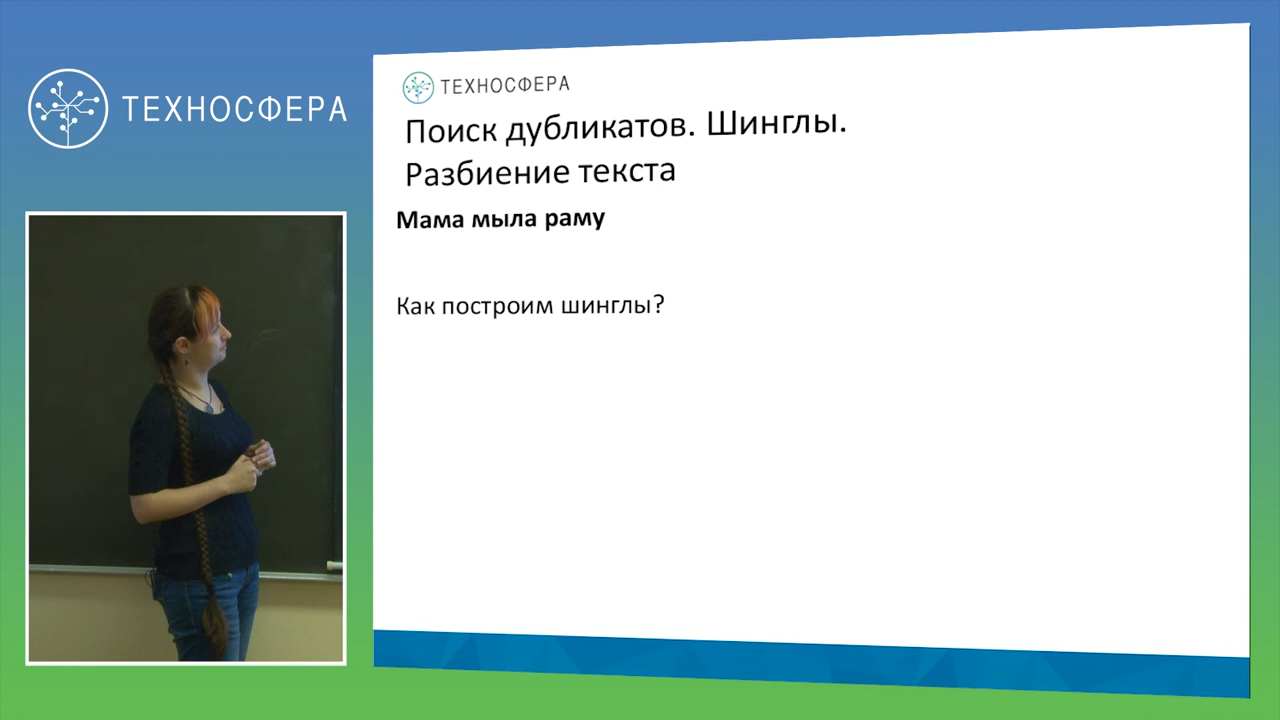 ТЕХНОСФЕРА
ТЕХНОСФЕРА
Поиск дубликатов. Шинглы.
Разбиение текста
Мама мыла раму
Как построим шинглы?